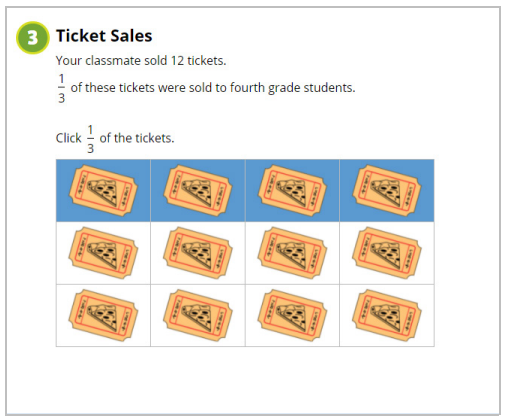 3 Ticket Sales
Your classmate sold 12 tickets.
1/3 of these tickets were sold to fourth grade students.
Click 1/3 of the tickets.